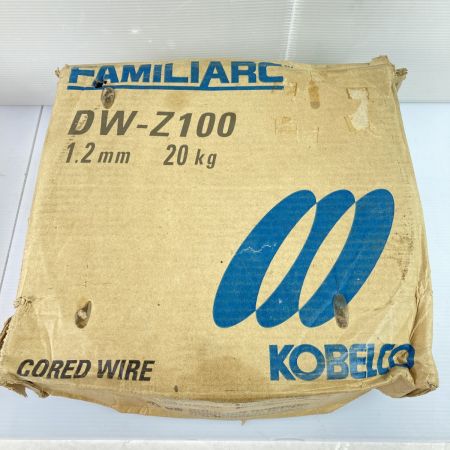 FAMILIARC
DW-Z100
1.2mm 20kg
KOBELCO
CORED WIRE